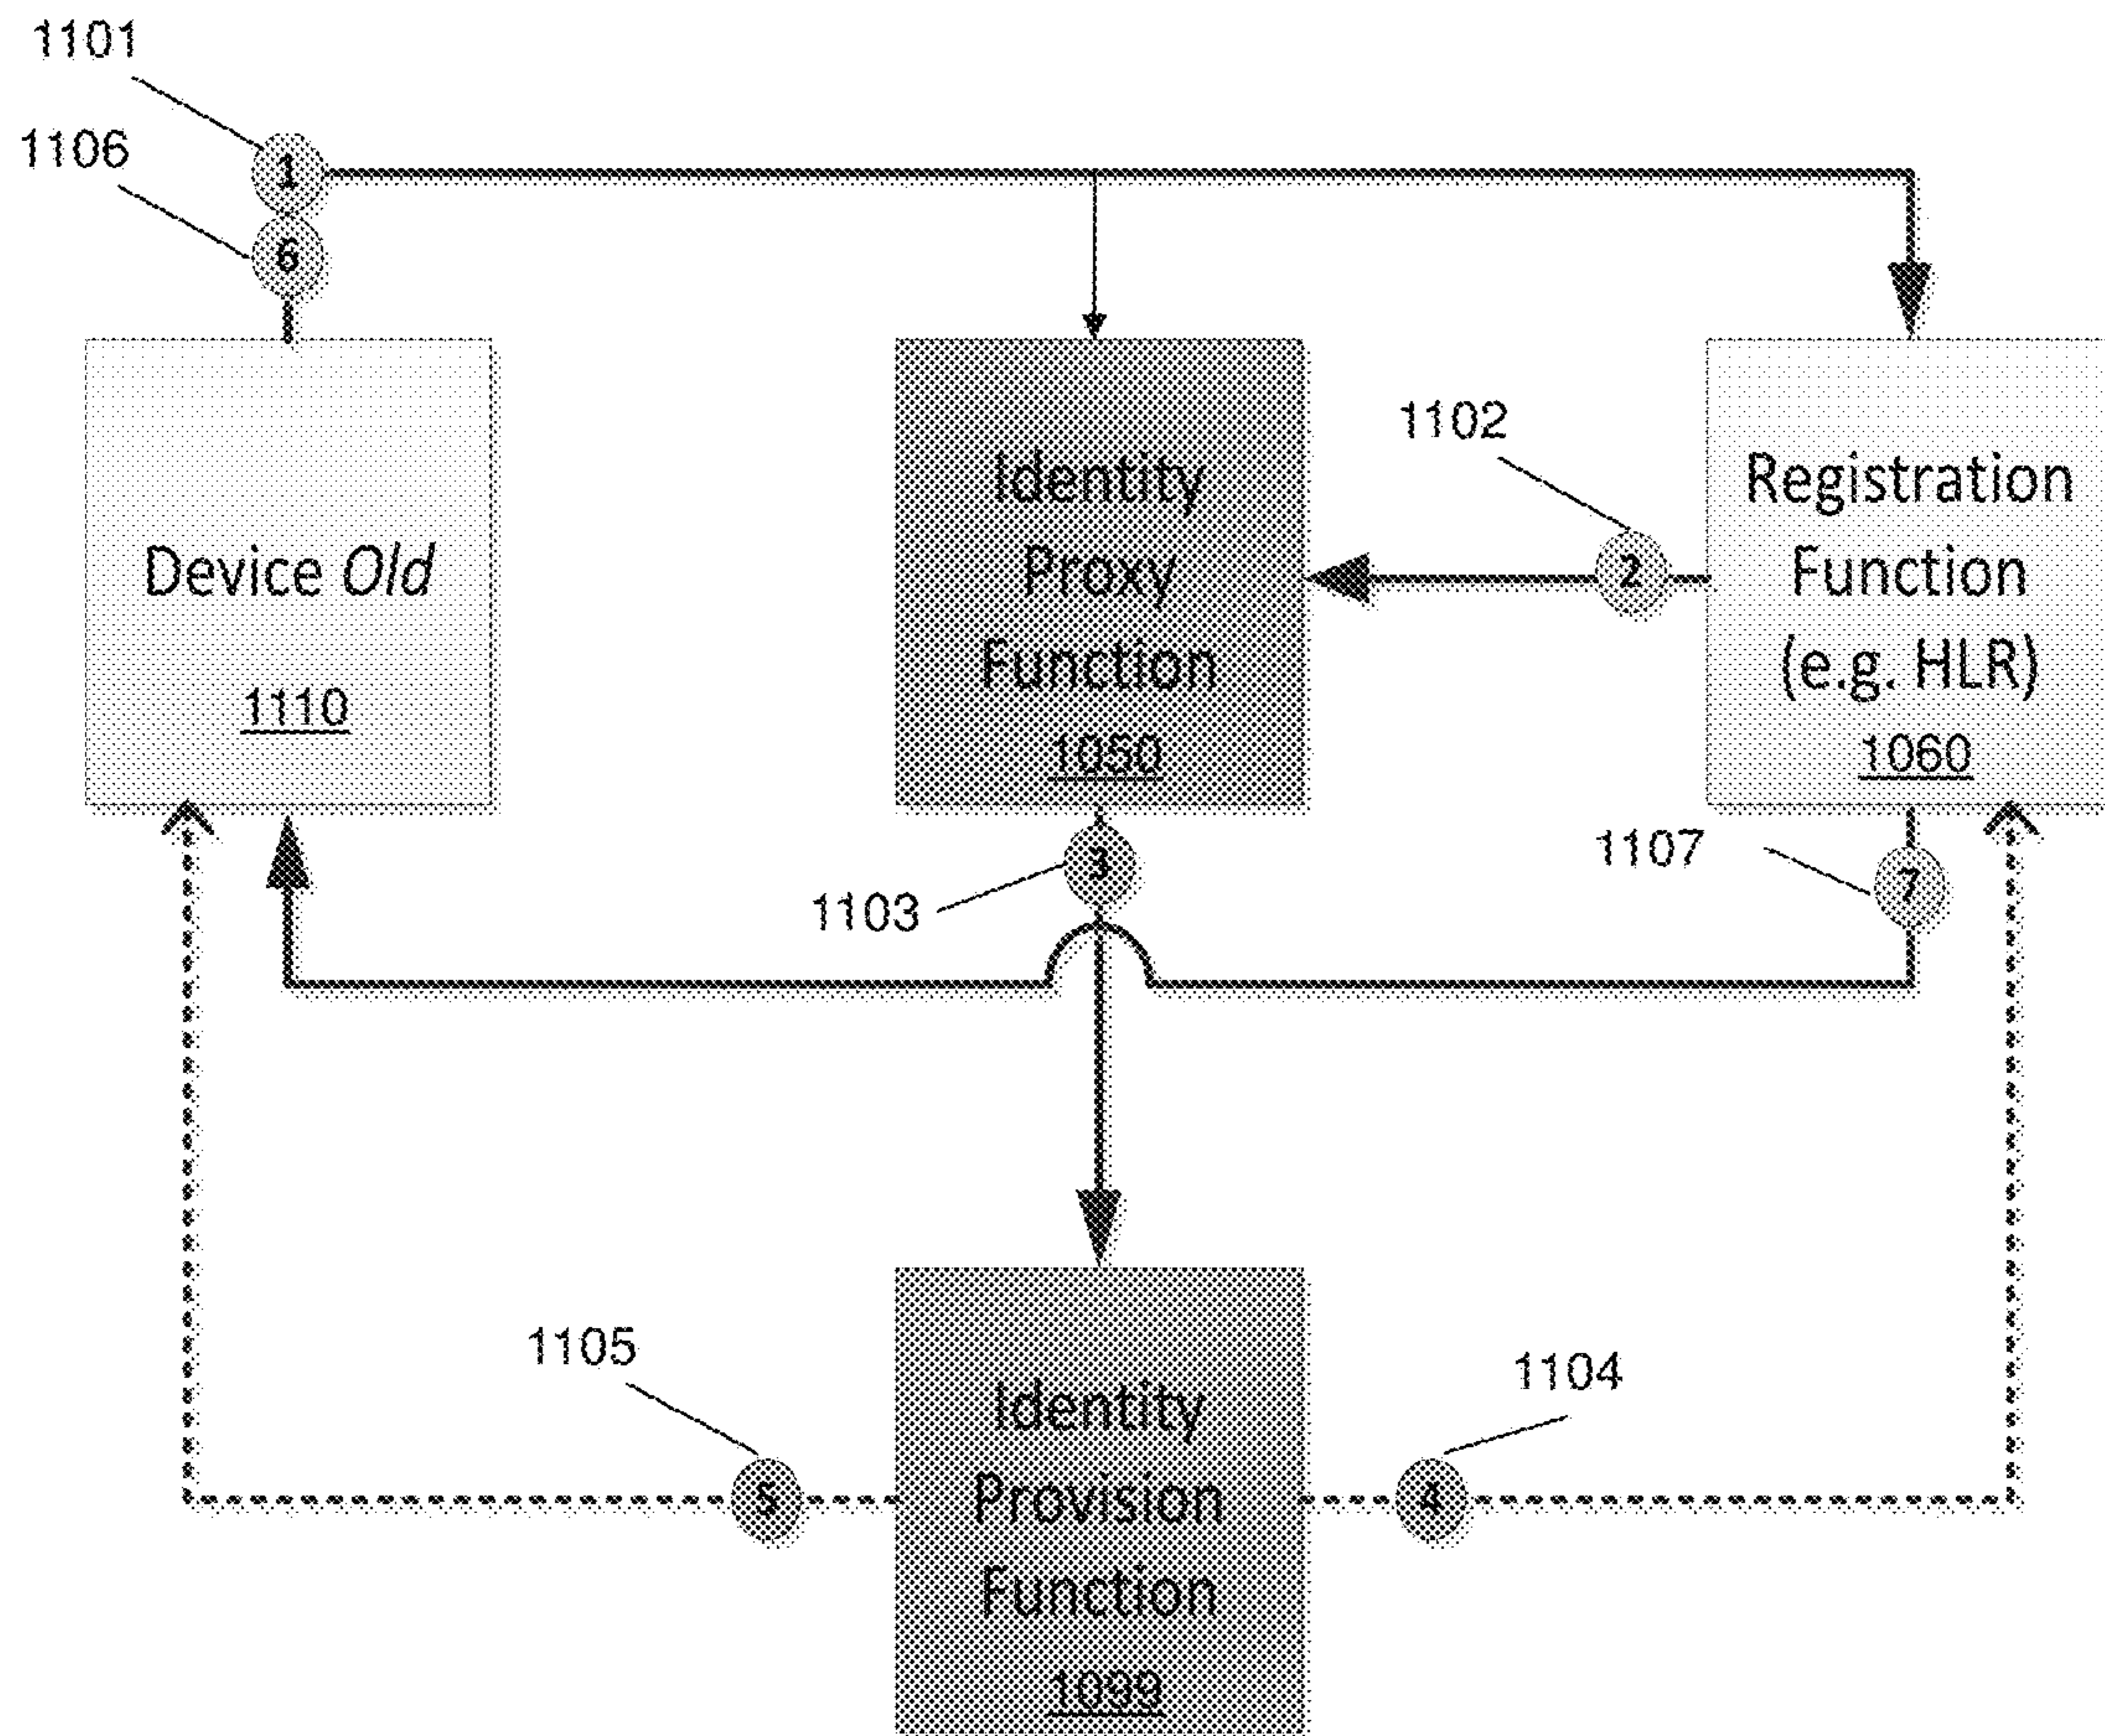 1101
1106
1
6
Device Old
1110
Identity
Proxy
Function
1050
1102
2
Registration
Function
(e.g. HLR)
1060
1103
3
1107
7
1105
5
Identity
Provision
Function
1099
1104
4